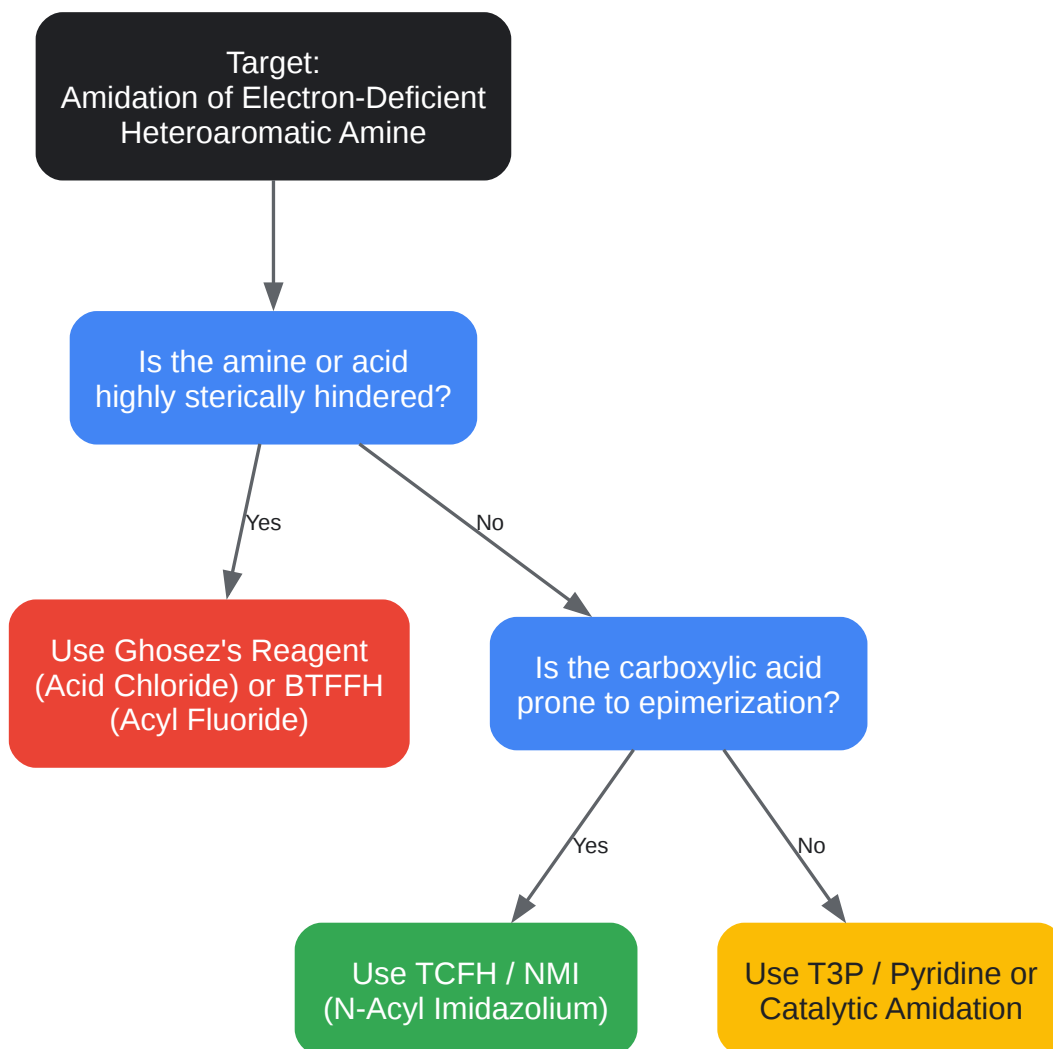 Target:
Amidation of Electron-Deficient
Heteroaromatic Amine
Is the amine or acid
highly sterically hindered?
Yes
No
Use Ghosez's Reagent
(Acid Chloride) or BTFFH
(Acyl Fluoride)
Is the carboxylic acid
prone to epimerization?
Yes
No
Use TCFH / NMI
(N-Acyl Imidazolium)
Use T3P / Pyridine or
Catalytic Amidation